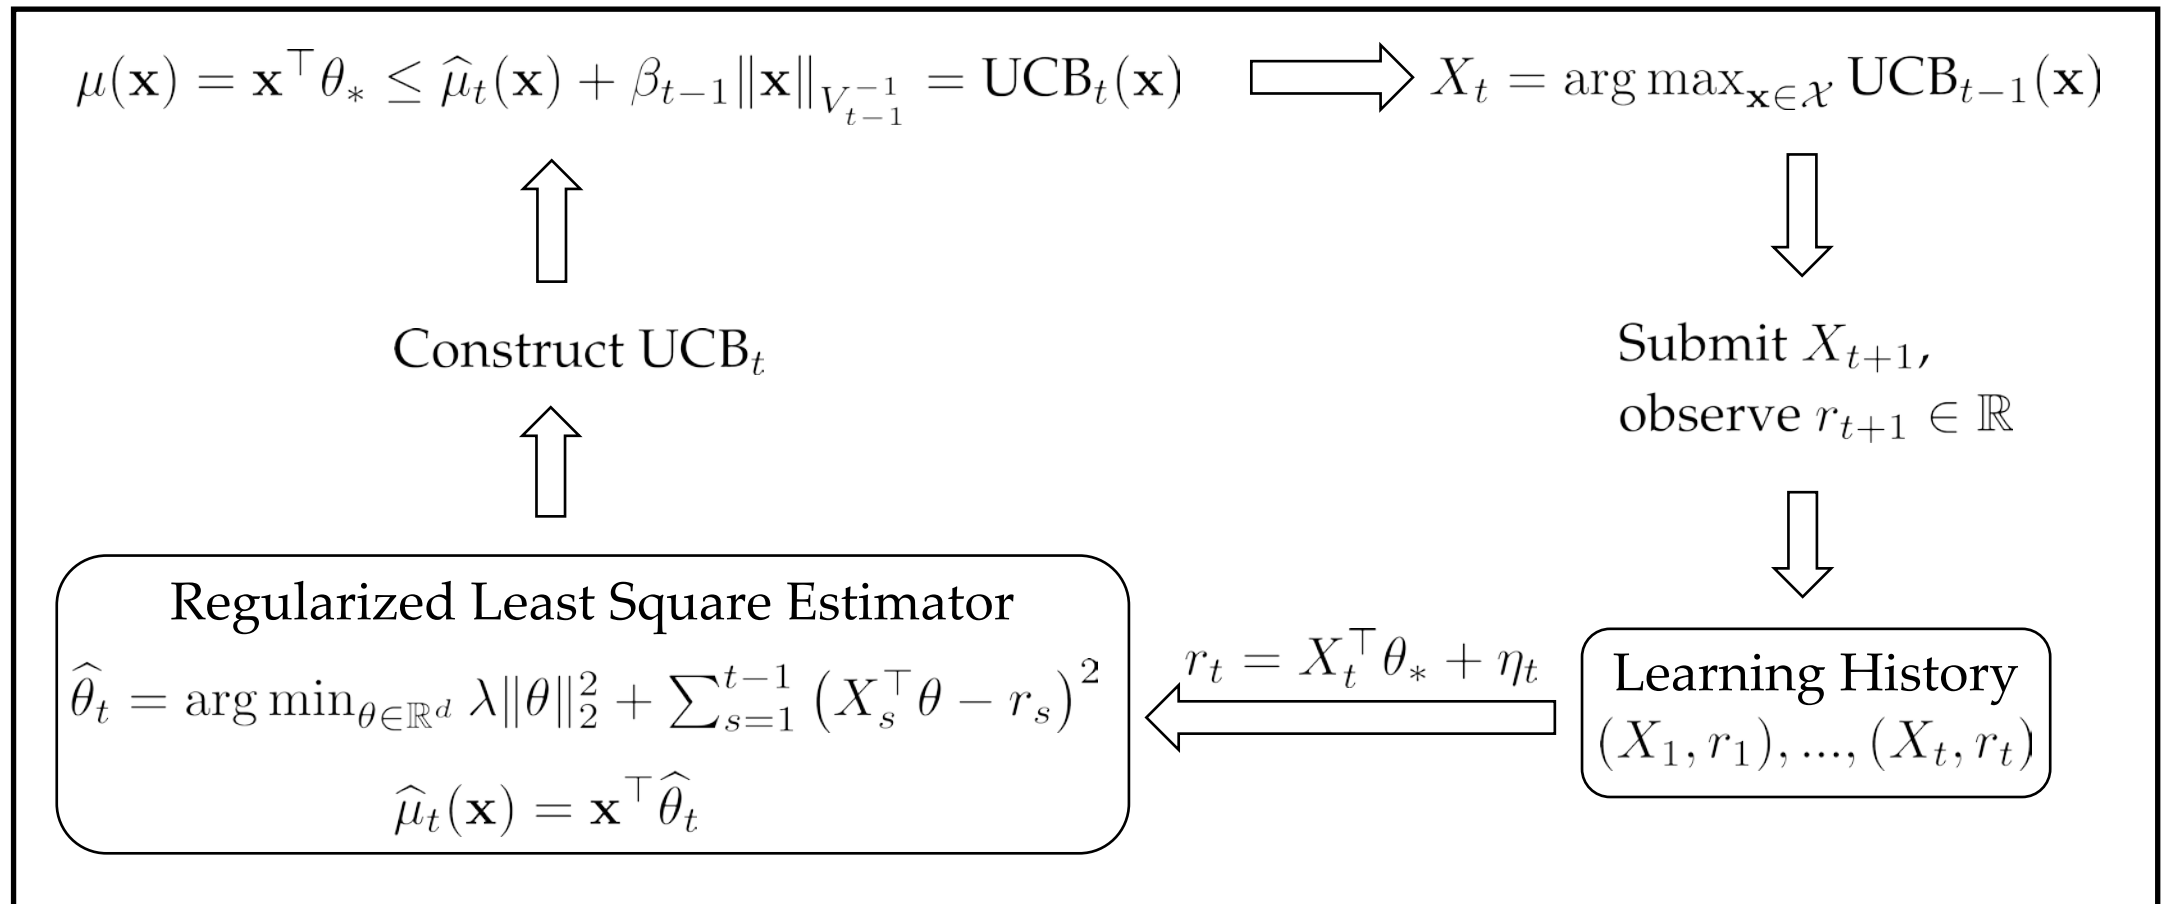 μ(x) = x^⊤θ_* ≤ μ̂_t(x) + β_{t−1}‖x‖_{V_{t−1}^{−1}} = UCB_t(x)
X_t = arg max_{x∈𝒳} UCB_{t−1}(x)
Submit X_{t+1},
observe r_{t+1} ∈ ℝ
Learning History
(X_1, r_1), ..., (X_t, r_t)
r_t = X_t^⊤θ_* + η_t
Regularized Least Square Estimator
θ̂_t = arg min_{θ∈ℝ^d} λ‖θ‖_2^2 + ∑_{s=1}^{t−1} (X_s^⊤θ − r_s)^2
μ̂_t(x) = x^⊤θ̂_t
Construct UCB_t